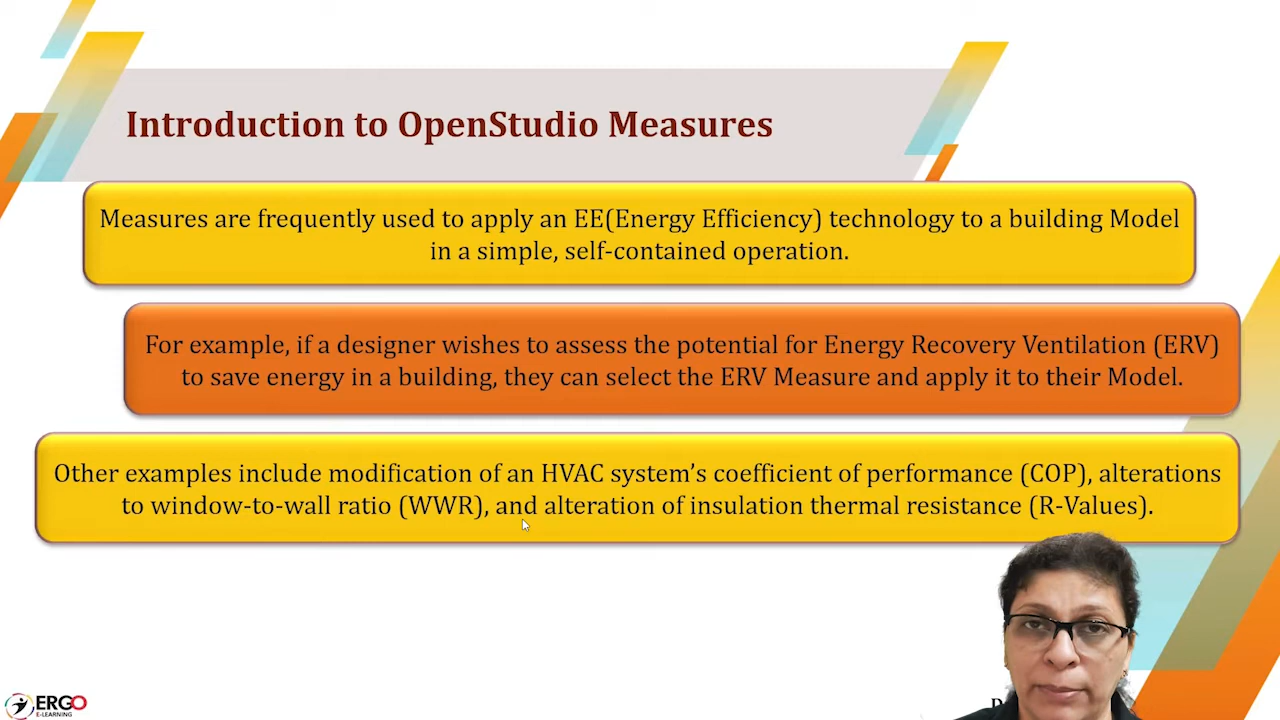 Introduction to OpenStudio Measures
Measures are frequently used to apply an EE(Energy Efficiency) technology to a building Model
in a simple, self-contained operation.
For example, if a designer wishes to assess the potential for Energy Recovery Ventilation (ERV)
to save energy in a building, they can select the ERV Measure and apply it to their Model.
Other examples include modification of an HVAC system’s coefficient of performance (COP), alterations
to window-to-wall ratio (WWR), and alteration of insulation thermal resistance (R-Values).
ERGO
E-LEARNING